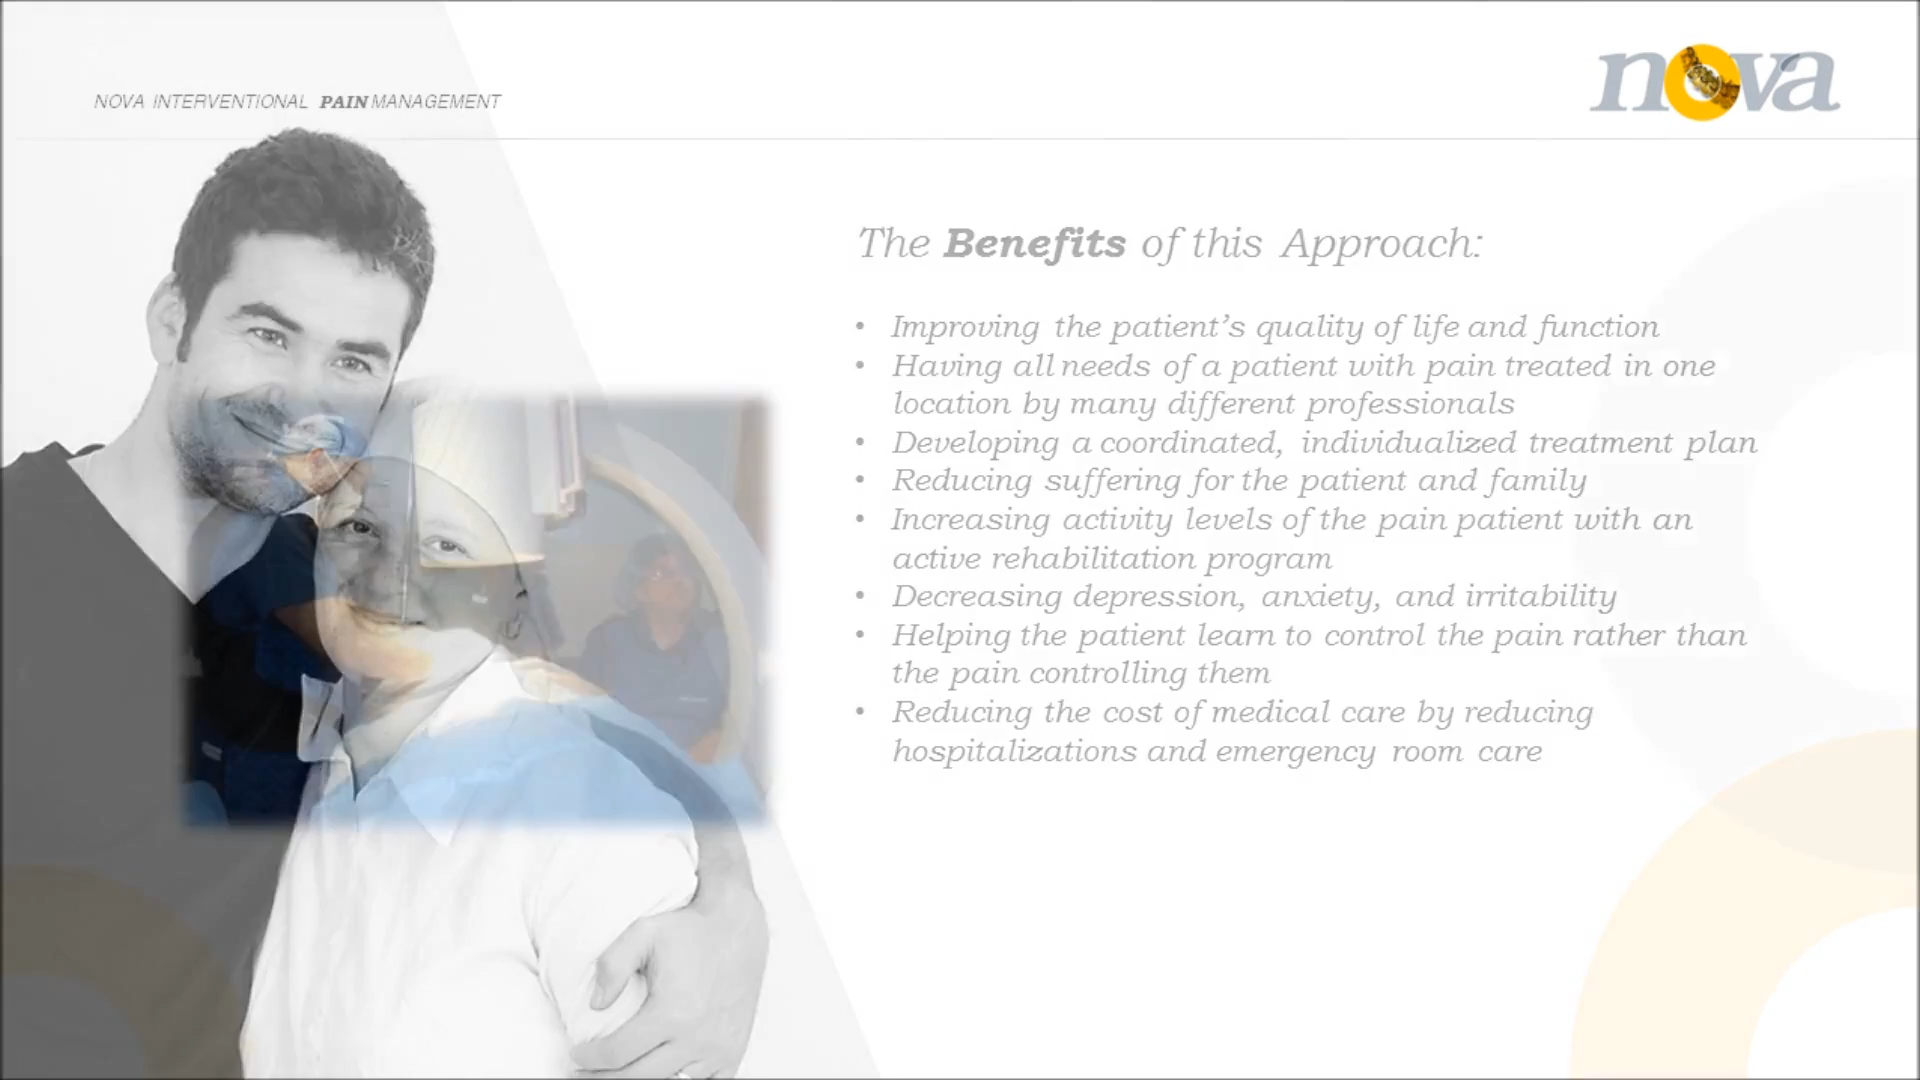 NOVA INTERVENTIONAL PAIN MANAGEMENT
nova
The Benefits of this Approach:
• Improving the patient's quality of life and function
• Having all needs of a patient with pain treated in one
location by many different professionals
• Developing a coordinated, individualized treatment plan
• Reducing suffering for the patient and family
• Increasing activity levels of the pain patient with an
active rehabilitation program
• Decreasing depression, anxiety, and irritability
• Helping the patient learn to control the pain rather than
the pain controlling them
• Reducing the cost of medical care by reducing
hospitalizations and emergency room care